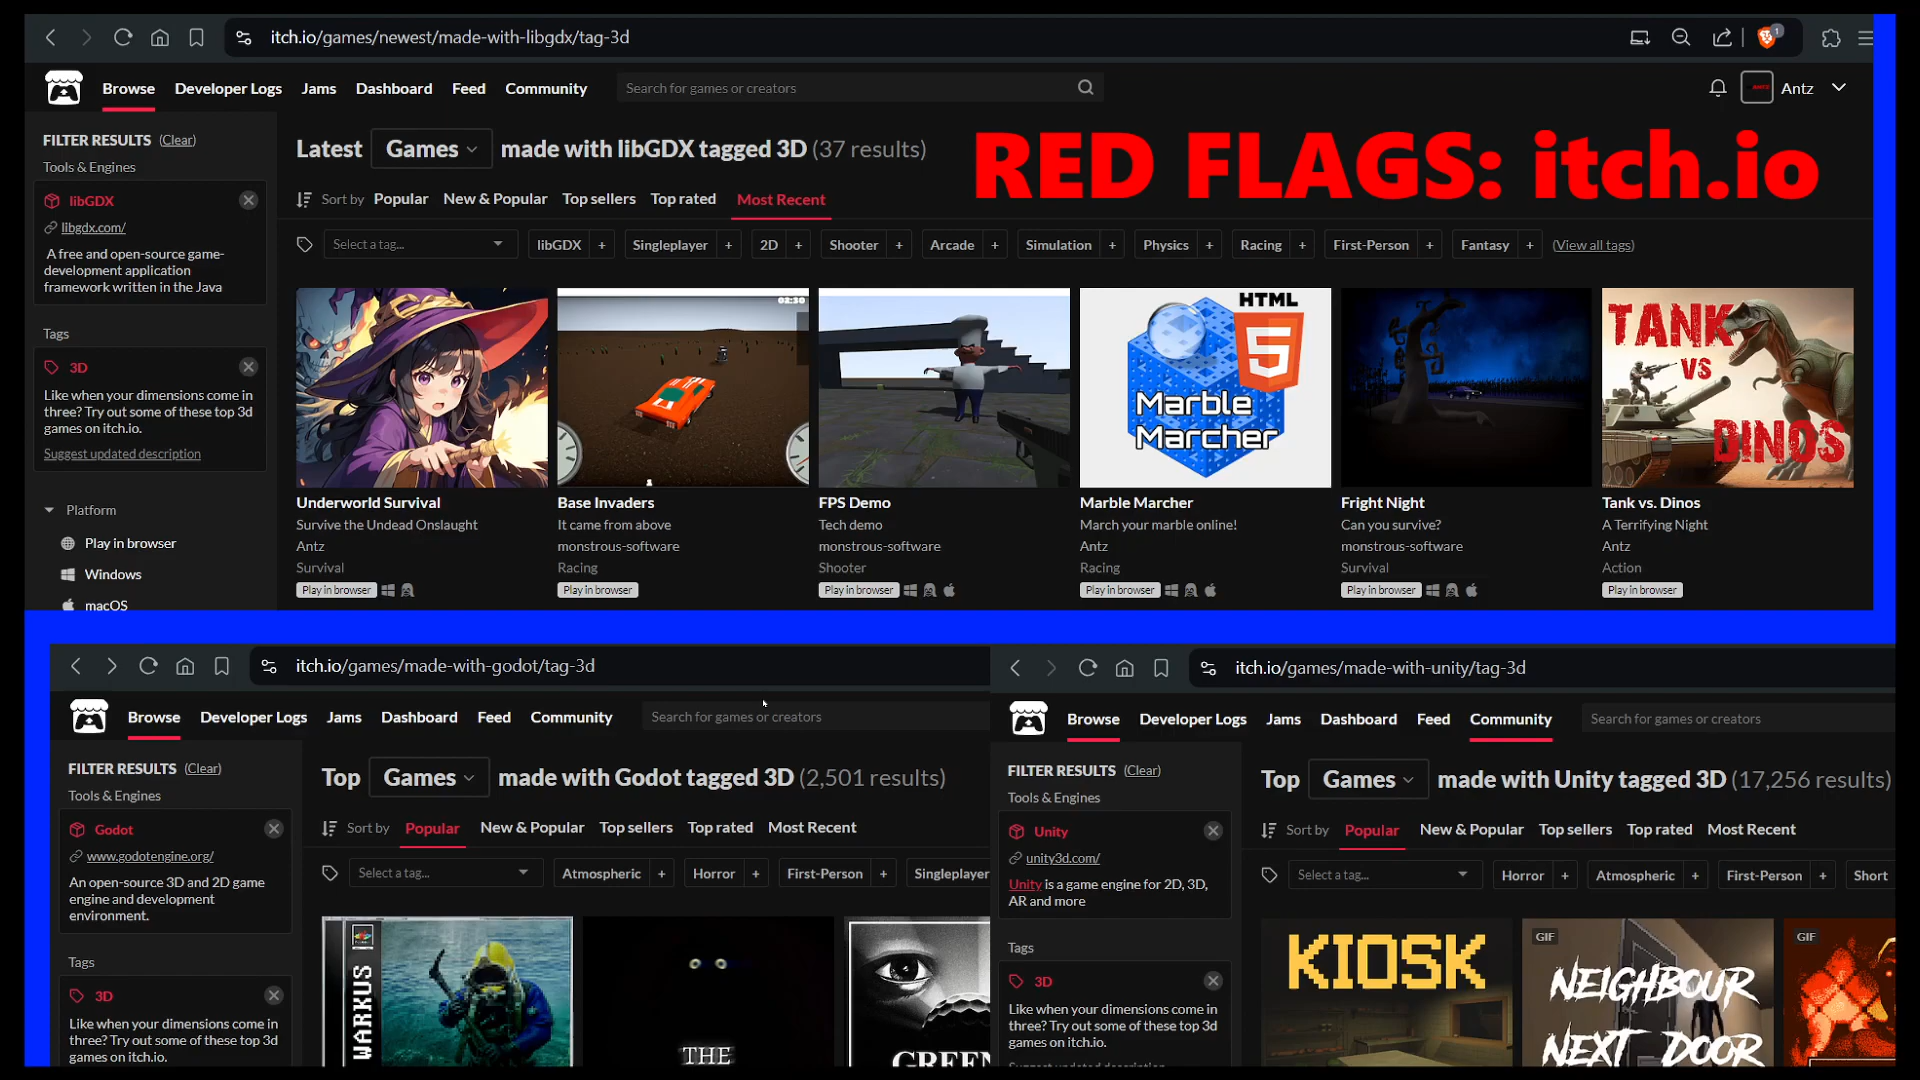 itch.io/games/newest/made-with-libgdx/tag-3d
1
Browse Developer Logs Jams Dashboard Feed Community Search for games or creators Antz
FILTER RESULTS (Clear)
Tools & Engines
libGDX
libgdx.com/
A free and open-source game-
development application
framework written in the Java
Tags
3D
Like when your dimensions come in
three? Try out some of these top 3d
games on itch.io.
Suggest updated description
Platform
Play in browser
Windows
macOS
Latest Games made with libGDX tagged 3D (37 results)
RED FLAGS: itch.io
Sort by Popular New & Popular Top sellers Top rated Most Recent
Select a tag... libGDX + Singleplayer + 2D + Shooter + Arcade + Simulation + Physics + Racing + First-Person + Fantasy + (View all tags)
Underworld Survival
Survive the Undead Onslaught
Antz
Survival
Play in browser
02:30
Base Invaders
It came from above
monstrous-software
Racing
Play in browser
FPS Demo
Tech demo
monstrous-software
Shooter
Play in browser
HTML
5
Marble
Marcher
Marble Marcher
March your marble online!
Antz
Racing
Play in browser
Fright Night
Can you survive?
monstrous-software
Survival
Play in browser
TANK
VS
DINOS
Tank vs. Dinos
A Terrifying Night
Antz
Action
Play in browser
itch.io/games/made-with-godot/tag-3d
Browse Developer Logs Jams Dashboard Feed Community Search for games or creators
FILTER RESULTS (Clear)
Tools & Engines
Godot
www.godotengine.org/
An open-source 3D and 2D game
engine and development
environment.
Tags
3D
Like when your dimensions come in
three? Try out some of these top 3d
games on itch.io.
Top Games made with Godot tagged 3D (2,501 results)
Sort by Popular New & Popular Top sellers Top rated Most Recent
Select a tag... Atmospheric + Horror + First-Person + Singleplayer
WARKUS
THE
GREEN
itch.io/games/made-with-unity/tag-3d
Browse Developer Logs Jams Dashboard Feed Community Search for games or creators
FILTER RESULTS (Clear)
Tools & Engines
Unity
unity3d.com/
Unity is a game engine for 2D, 3D,
AR and more
Tags
3D
Like when your dimensions come in
three? Try out some of these top 3d
games on itch.io.
Suggest updated description
Top Games made with Unity tagged 3D (17,256 results)
Sort by Popular New & Popular Top sellers Top rated Most Recent
Select a tag... Horror + Atmospheric + First-Person + Short
KIOSK
GIF
NEIGHBOUR
NEXT DOOR
GIF